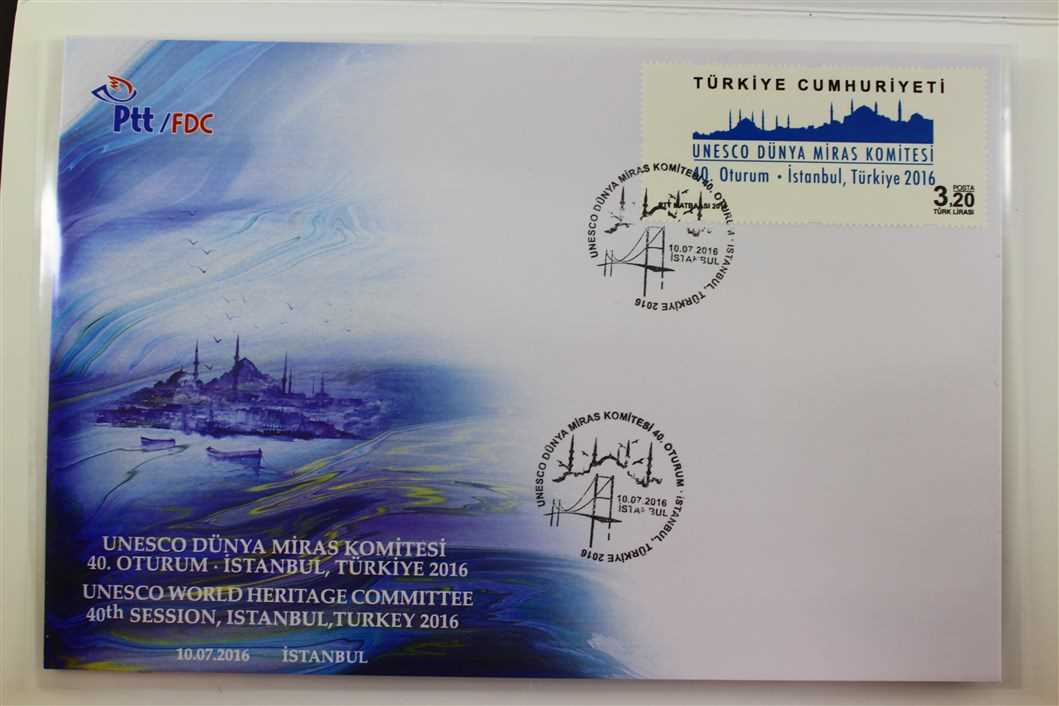 Ptt /FDC
TÜRKİYE CUMHURİYETİ
UNESCO DÜNYA MİRAS KOMİTESİ
40. Oturum · İstanbul, Türkiye 2016
3,20
POSTA
TÜRK LİRASI
PTT MATBAASI
UNESCO DÜNYA MİRAS KOMİTESİ 40. OTURUM · İSTANBUL, TÜRKİYE 2016
10.07.2016
İSTANBUL
UNESCO DÜNYA MİRAS KOMİTESİ 40. OTURUM · İSTANBUL, TÜRKİYE 2016
10.07.2016
İSTANBUL
UNESCO DÜNYA MİRAS KOMİTESİ
40. OTURUM · İSTANBUL, TÜRKİYE 2016
UNESCO WORLD HERITAGE COMMITTEE
40th SESSION, ISTANBUL,TURKEY 2016
10.07.2016 İSTANBUL